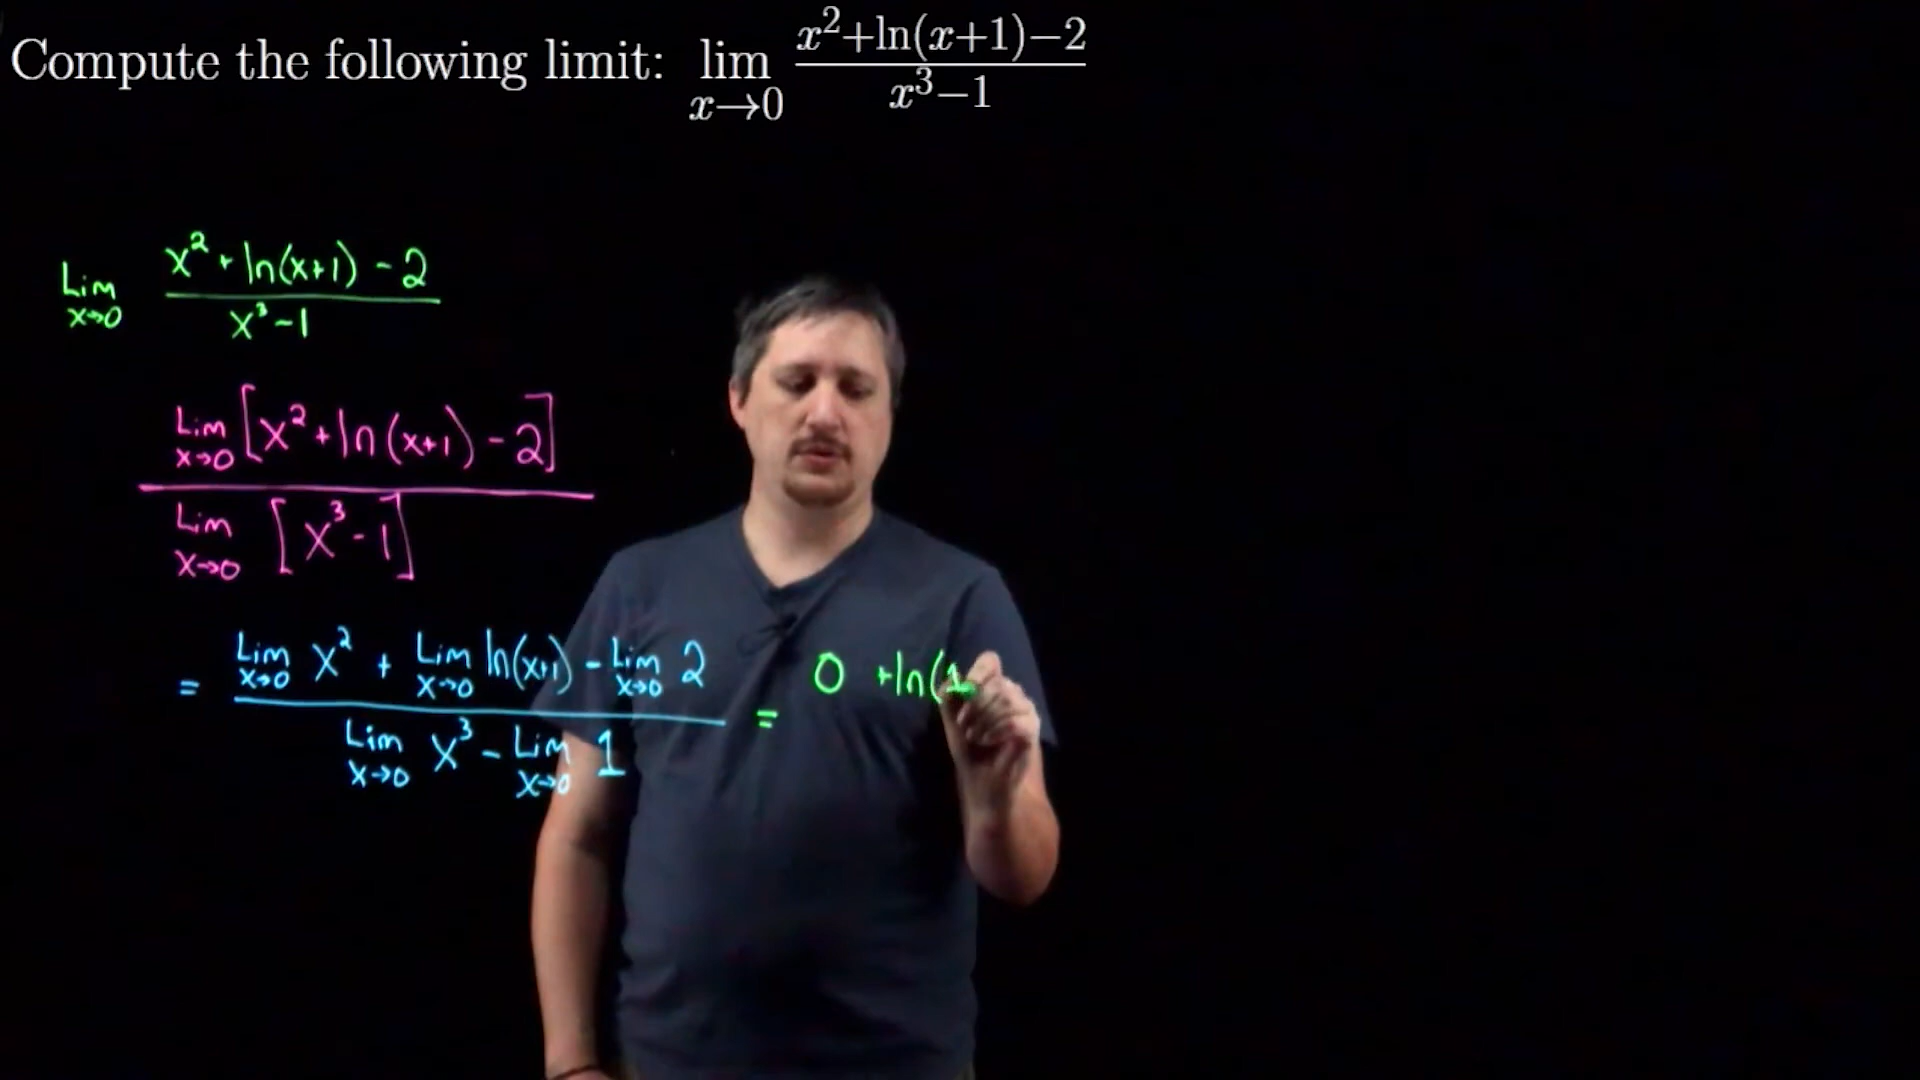 Compute the following limit: lim x→0 x²+ln(x+1)−2 / x³−1
Lim x→0 x² + ln(x+1) - 2 / x³ - 1
Lim x→0 [x² + ln(x+1) - 2]
Lim x→0 [x³ - 1]
= Lim x→0 x² + Lim x→0 ln(x+1) - Lim x→0 2 = 0 + ln(1
Lim x→0 x³ - Lim x→0 1